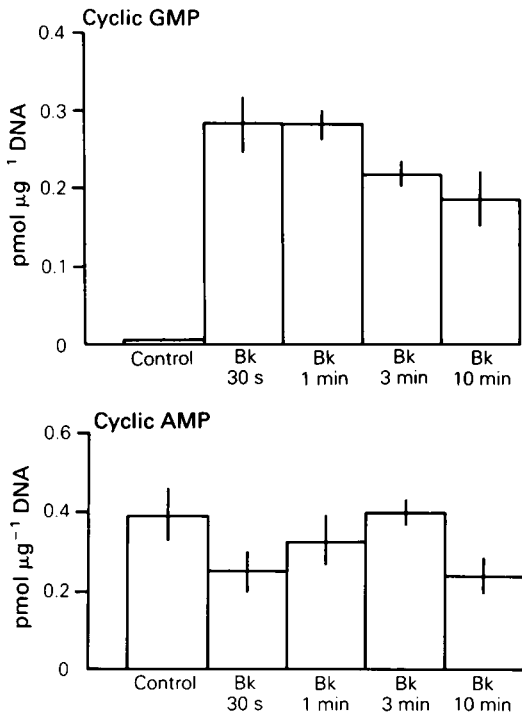 Cyclic GMP
pmol µg ¹ DNA
0.4
0.3
0.2
0.1
0
Control
Bk
30 s
Bk
1 min
Bk
3 min
Bk
10 min
Cyclic AMP
pmol µg⁻¹ DNA
0.6
0.4
0.2
0
Control
Bk
30 s
Bk
1 min
Bk
3 min
Bk
10 min